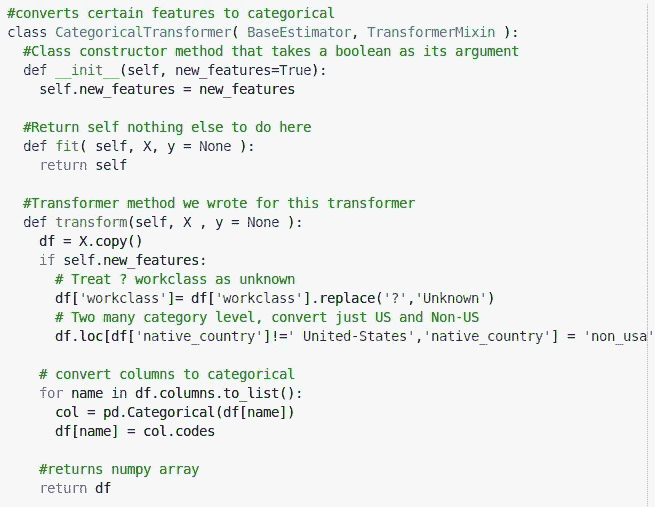 #converts certain features to categorical
class CategoricalTransformer( BaseEstimator, TransformerMixin ):
  #Class constructor method that takes a boolean as its argument
  def __init__(self, new_features=True):
    self.new_features = new_features

  #Return self nothing else to do here
  def fit( self, X, y = None ):
    return self

  #Transformer method we wrote for this transformer
  def transform(self, X , y = None ):
    df = X.copy()
    if self.new_features:
      # Treat ? workclass as unknown
      df['workclass']= df['workclass'].replace('?','Unknown')
      # Two many category level, convert just US and Non-US
      df.loc[df['native_country']!=' United-States','native_country'] = 'non_usa'

    # convert columns to categorical
    for name in df.columns.to_list():
      col = pd.Categorical(df[name])
      df[name] = col.codes

    #returns numpy array
    return df